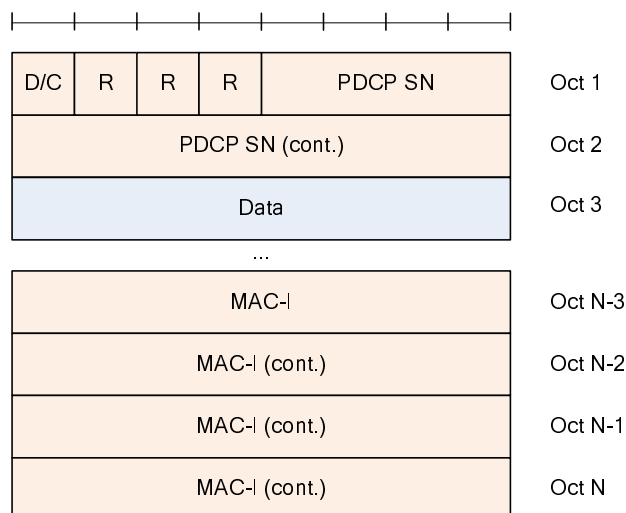 D/C R R R PDCP SN Oct 1
PDCP SN (cont.) Oct 2
Data Oct 3
...
MAC-I Oct N-3
MAC-I (cont.) Oct N-2
MAC-I (cont.) Oct N-1
MAC-I (cont.) Oct N